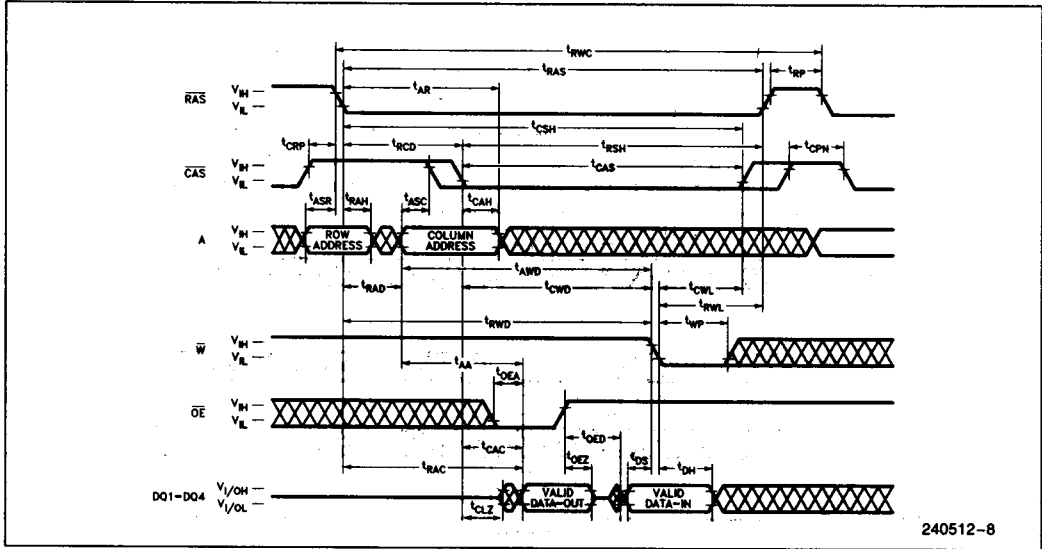 tRWC
tRAS
tRP
tAR
RAS
VIH
VIL
tCSH
tCRP
tRCD
tRSH
tCPN
CAS
VIH
VIL
tCAS
tASR
tRAH
tASC
tCAH
A
VIH
VIL
ROW
ADDRESS
COLUMN
ADDRESS
tAWD
tRAD
tCWD
tCWL
tRWL
tRWD
tWP
W
VIH
VIL
tAA
tOEA
OE
VIH
VIL
tOED
tCAC
tRAC
tOEZ
tDS
tDH
DQ1-DQ4
VI/OH
VI/OL
tCLZ
VALID
DATA-OUT
VALID
DATA-IN
240512-8